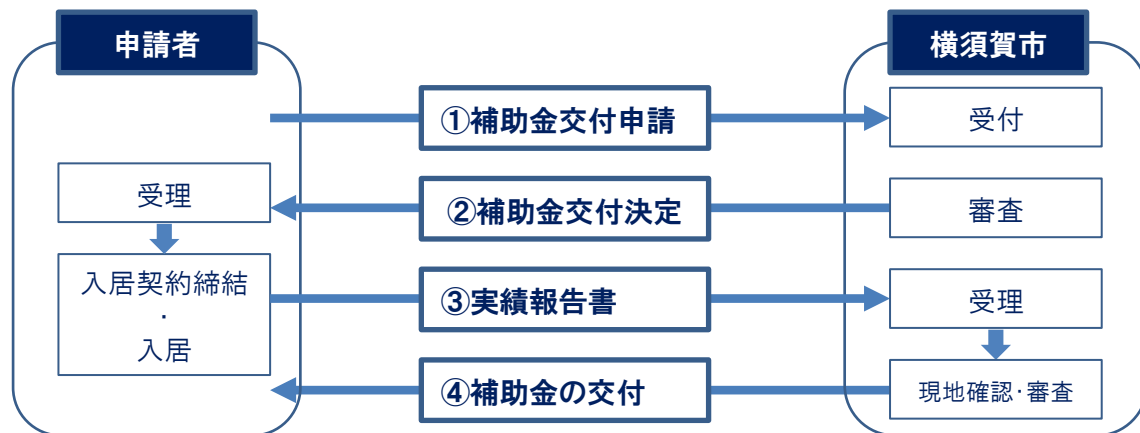 申請者
横須賀市
①補助金交付申請
受付
受理
②補助金交付決定
審査
入居契約締結
・
入居
③実績報告書
受理
④補助金の交付
現地確認・審査